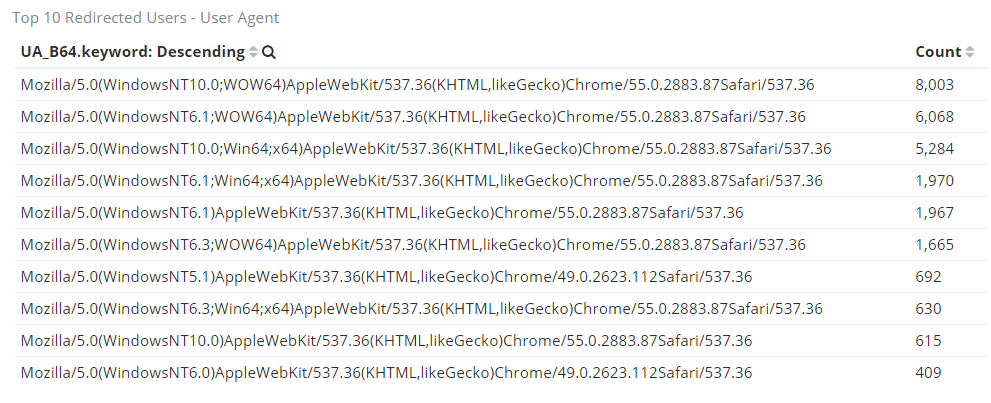 Top 10 Redirected Users - User Agent
UA_B64.keyword: Descending Count
Mozilla/5.0(WindowsNT10.0;WOW64)AppleWebKit/537.36(KHTML,likeGecko)Chrome/55.0.2883.87Safari/537.36 8,003
Mozilla/5.0(WindowsNT6.1;WOW64)AppleWebKit/537.36(KHTML,likeGecko)Chrome/55.0.2883.87Safari/537.36 6,068
Mozilla/5.0(WindowsNT10.0;Win64;x64)AppleWebKit/537.36(KHTML,likeGecko)Chrome/55.0.2883.87Safari/537.36 5,284
Mozilla/5.0(WindowsNT6.1;Win64;x64)AppleWebKit/537.36(KHTML,likeGecko)Chrome/55.0.2883.87Safari/537.36 1,970
Mozilla/5.0(WindowsNT6.1)AppleWebKit/537.36(KHTML,likeGecko)Chrome/55.0.2883.87Safari/537.36 1,967
Mozilla/5.0(WindowsNT6.3;WOW64)AppleWebKit/537.36(KHTML,likeGecko)Chrome/55.0.2883.87Safari/537.36 1,665
Mozilla/5.0(WindowsNT5.1)AppleWebKit/537.36(KHTML,likeGecko)Chrome/49.0.2623.112Safari/537.36 692
Mozilla/5.0(WindowsNT6.3;Win64;x64)AppleWebKit/537.36(KHTML,likeGecko)Chrome/55.0.2883.87Safari/537.36 630
Mozilla/5.0(WindowsNT10.0)AppleWebKit/537.36(KHTML,likeGecko)Chrome/55.0.2883.87Safari/537.36 615
Mozilla/5.0(WindowsNT6.0)AppleWebKit/537.36(KHTML,likeGecko)Chrome/49.0.2623.112Safari/537.36 409